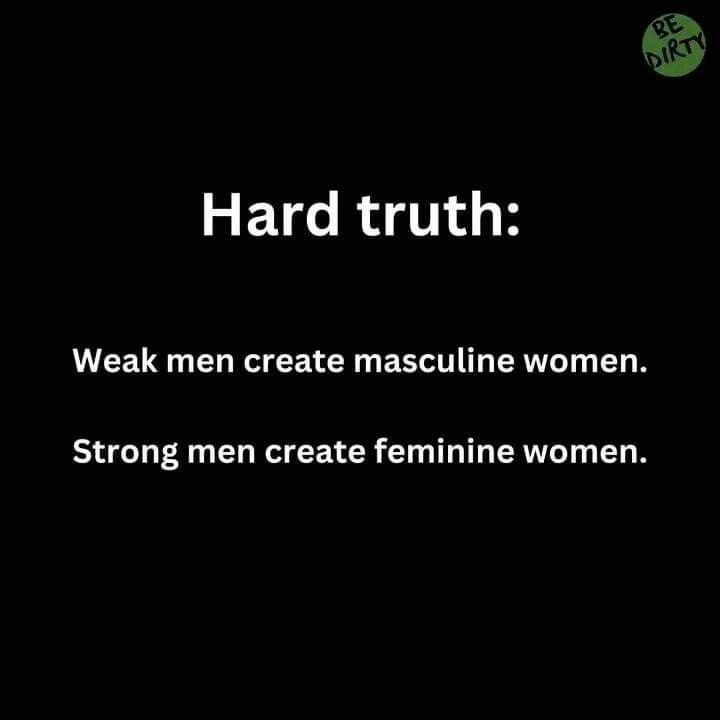 BE
DIRTY
Hard truth:
Weak men create masculine women.
Strong men create feminine women.